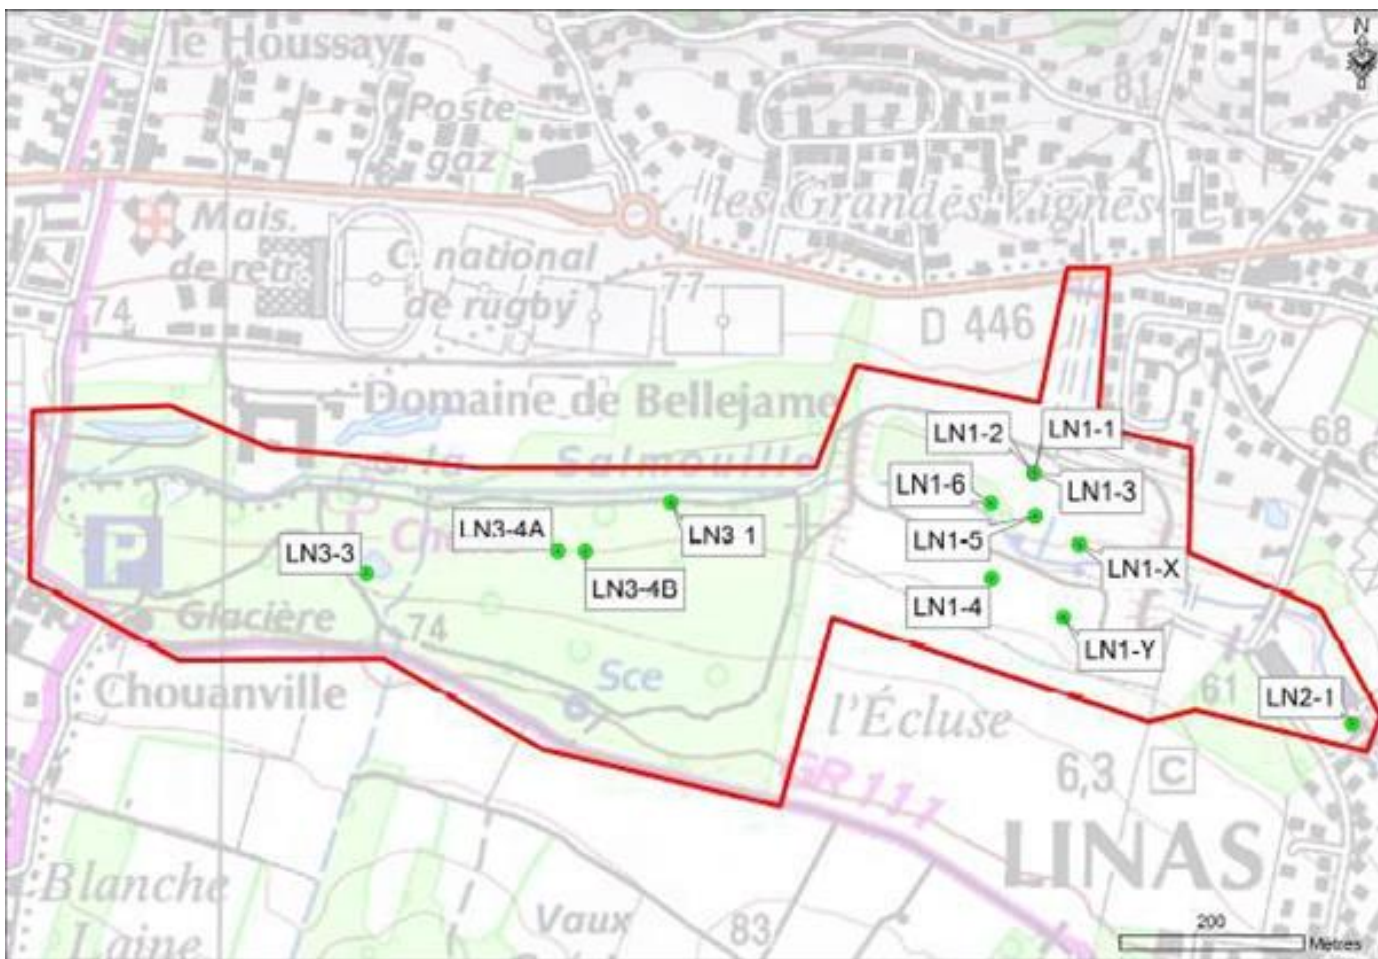 le Houssay
N
81
Poste
gaz
les Grandes Vignes
Mais.
de retr.
C. national
de rugby
77
74
D 446
Domaine de Bellejame
LN1-2
LN1-1
68
la
Salmouille
LN1-6
LN1-3
LN3-4A
LN3 1
LN1-5
P
LN3-3
LN1-X
LN3-4B
LN1-4
Glacière
74
LN1-Y
Sce
61
Chouanville
LN2-1
l'Écluse
6,3 C
GR 111
LINAS
Blanche
Laine
Vaux
83
200
Mètres